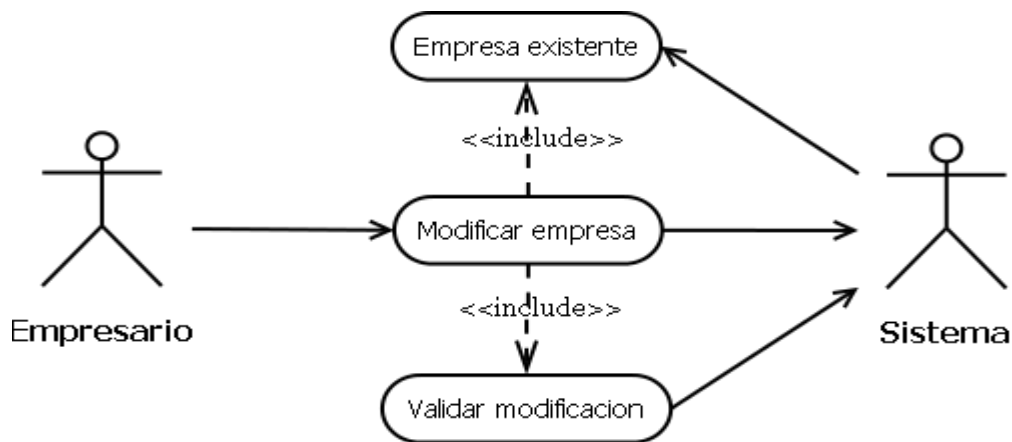 Empresa existente
<<include>>
Modificar empresa
<<include>>
Empresario
Sistema
Validar modificacion